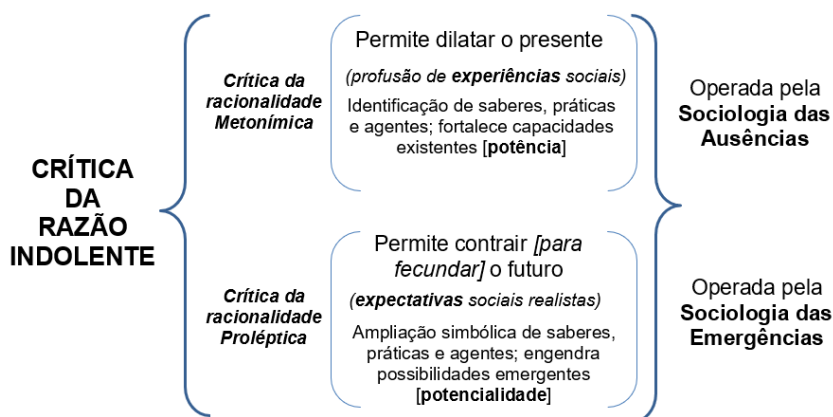 CRÍTICA
DA
RAZÃO
INDOLENTE
Crítica da
racionalidade
Metonímica
Permite dilatar o presente
(profusão de experiências sociais)
Identificação de saberes, práticas
e agentes; fortalece capacidades
existentes [potência]
Operada pela
Sociologia das
Ausências
Crítica da
racionalidade
Proléptica
Permite contrair [para
fecundar] o futuro
(expectativas sociais realistas)
Ampliação simbólica de saberes,
práticas e agentes; engendra
possibilidades emergentes
[potencialidade]
Operada pela
Sociologia das
Emergências